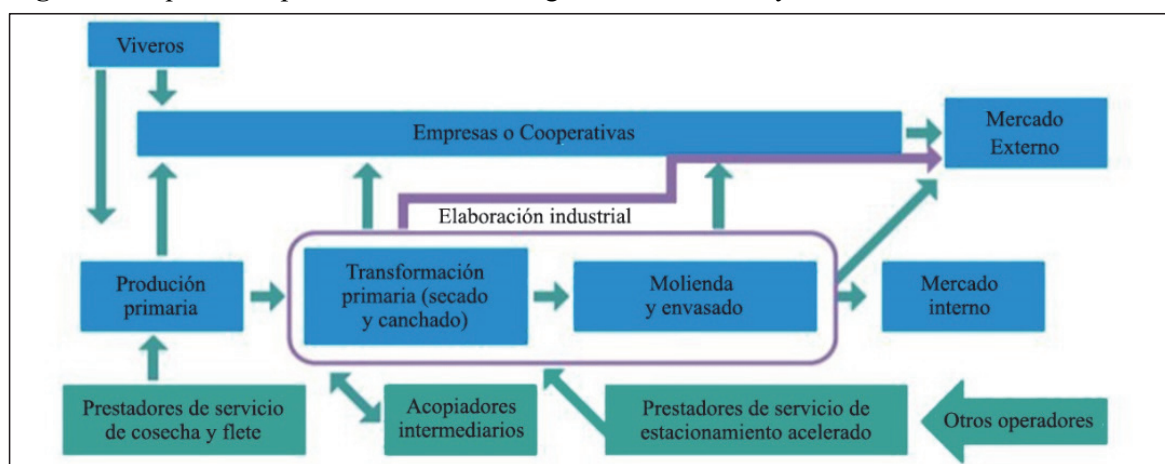 Viveros
Empresas o Cooperativas
Mercado
Externo
Elaboración industrial
Produción
primaria
Transformación
primaria (secado
y canchado)
Molienda
y envasado
Mercado
interno
Prestadores de servicio
de cosecha y flete
Acopiadores
intermediarios
Prestadores de servicio de
estacionamiento acelerado
Otros operadores